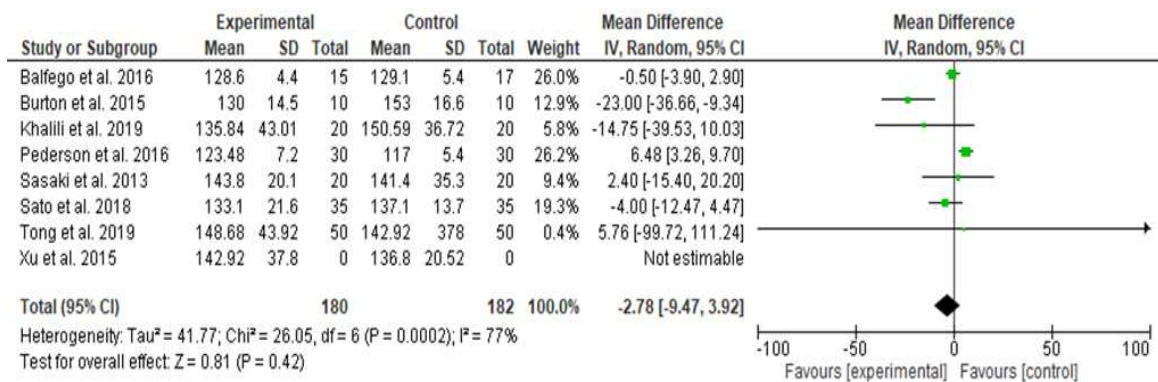 Experimental Control Mean Difference Mean Difference
Study or Subgroup Mean SD Total Mean SD Total Weight IV, Random, 95% CI IV, Random, 95% CI
Balfego et al. 2016 128.6 4.4 15 129.1 5.4 17 26.0% -0.50 [-3.90, 2.90]
Burton et al. 2015 130 14.5 10 153 16.6 10 12.9% -23.00 [-36.66, -9.34]
Khalili et al. 2019 135.84 43.01 20 150.59 36.72 20 5.8% -14.75 [-39.53, 10.03]
Pederson et al. 2016 123.48 7.2 30 117 5.4 30 26.2% 6.48 [3.26, 9.70]
Sasaki et al. 2013 143.8 20.1 20 141.4 35.3 20 9.4% 2.40 [-15.40, 20.20]
Sato et al. 2018 133.1 21.6 35 137.1 13.7 35 19.3% -4.00 [-12.47, 4.47]
Tong et al. 2019 148.68 43.92 50 142.92 378 50 0.4% 5.76 [-99.72, 111.24]
Xu et al. 2015 142.92 37.8 0 136.8 20.52 0 Not estimable
Total (95% CI) 180 182 100.0% -2.78 [-9.47, 3.92]
Heterogeneity: Tau² = 41.77; Chi² = 26.05, df = 6 (P = 0.0002); I² = 77%
Test for overall effect: Z = 0.81 (P = 0.42)
-100 -50 0 50 100
Favours [experimental] Favours [control]